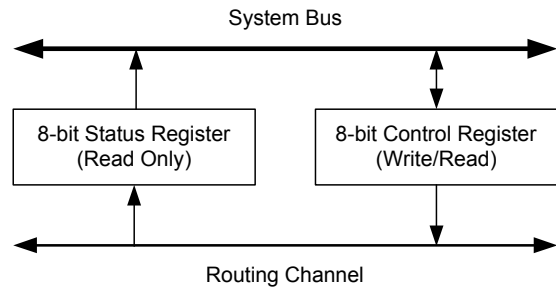 System Bus
8-bit Status Register
(Read Only)
8-bit Control Register
(Write/Read)
Routing Channel